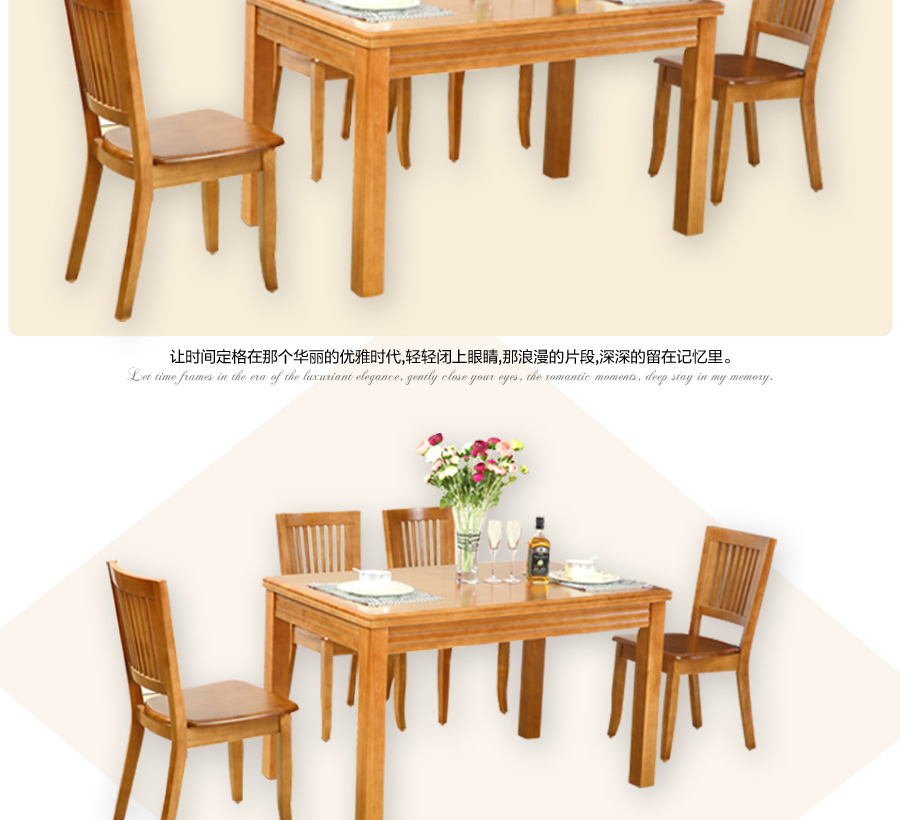 让时间定格在那个华丽的优雅时代,轻轻闭上眼睛,那浪漫的片段,深深的留在记忆里。
Let time frames in the era of the luxuriant elegance, gently close your eyes, the romantic moments, deep stay in my memory.